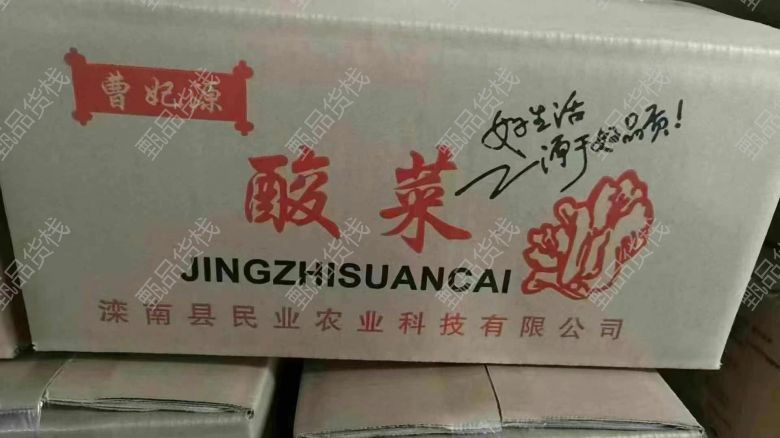 曹妃源
好生活
源于好品质!
酸菜
JINGZHISUANCAI
滦南县民业农业科技有限公司
甄品货栈